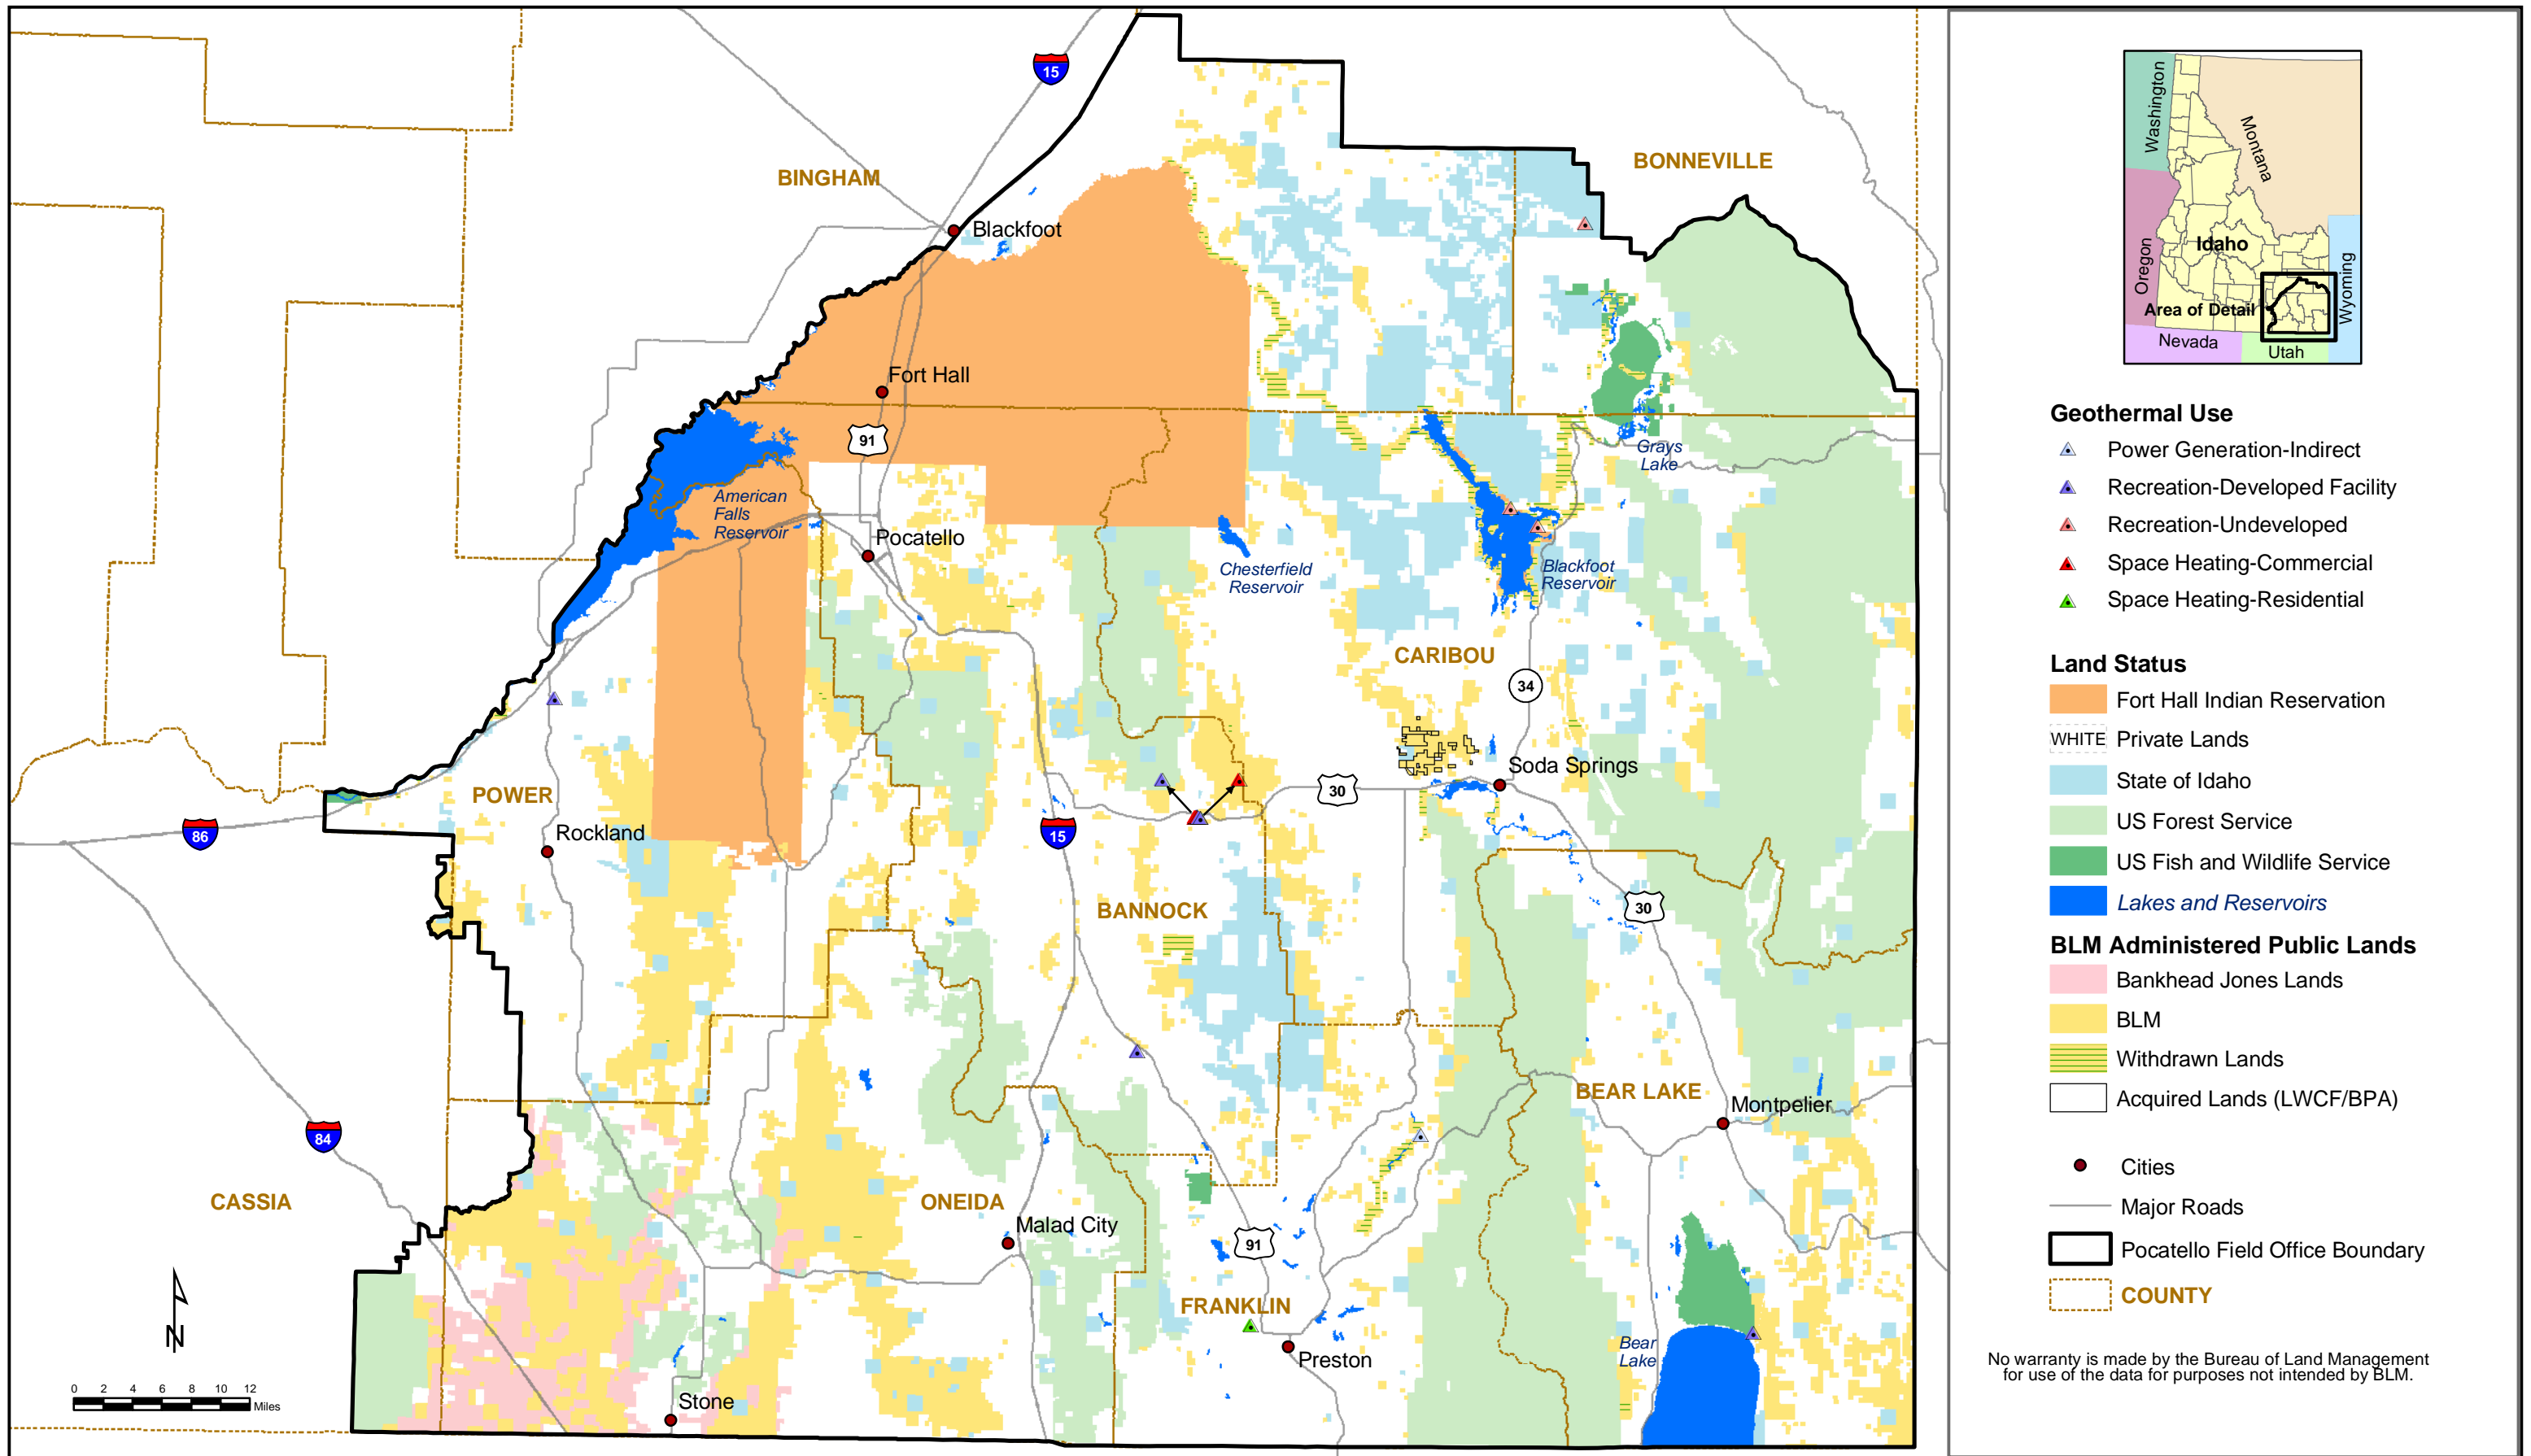 15
BINGHAM
BONNEVILLE
Blackfoot
Fort Hall
91
American
Falls
Reservoir
Pocatello
Grays
Lake
Chesterfield
Reservoir
Blackfoot
Reservoir
CARIBOU
34
Soda Springs
30
POWER
Rockland
86
15
BANNOCK
30
BEAR LAKE
Montpelier
84
CASSIA
ONEIDA
Malad City
91
FRANKLIN
Preston
Bear
Lake
Stone
N
0 2 4 6 8 10 12
Miles
Washington
Montana
Oregon
Idaho
Wyoming
Area of Detail
Nevada
Utah
Geothermal Use
Power Generation-Indirect
Recreation-Developed Facility
Recreation-Undeveloped
Space Heating-Commercial
Space Heating-Residential
Land Status
Fort Hall Indian Reservation
WHITE Private Lands
State of Idaho
US Forest Service
US Fish and Wildlife Service
Lakes and Reservoirs
BLM Administered Public Lands
Bankhead Jones Lands
BLM
Withdrawn Lands
Acquired Lands (LWCF/BPA)
Cities
Major Roads
Pocatello Field Office Boundary
COUNTY
No warranty is made by the Bureau of Land Management
for use of the data for purposes not intended by BLM.